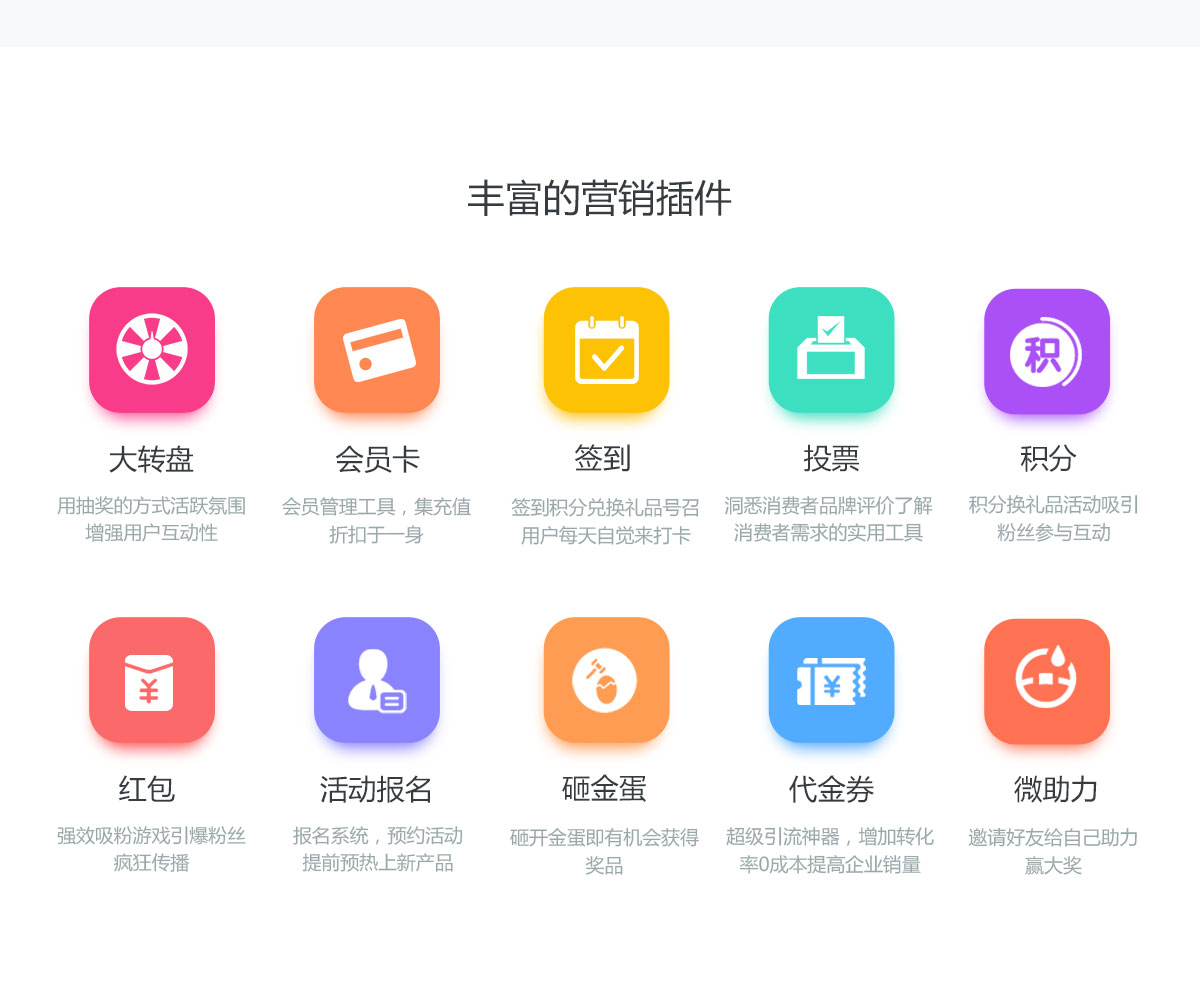 丰富的营销插件
积
大转盘
用抽奖的方式活跃氛围
增强用户互动性
会员卡
会员管理工具，集充值
折扣于一身
签到
签到积分兑换礼品号召
用户每天自觉来打卡
投票
洞悉消费者品牌评价了解
消费者需求的实用工具
积分
积分换礼品活动吸引
粉丝参与互动
¥
¥
红包
强效吸粉游戏引爆粉丝
疯狂传播
活动报名
报名系统，预约活动
提前预热上新产品
砸金蛋
砸开金蛋即有机会获得
奖品
代金券
超级引流神器，增加转化
率0成本提高企业销量
微助力
邀请好友给自己助力
赢大奖